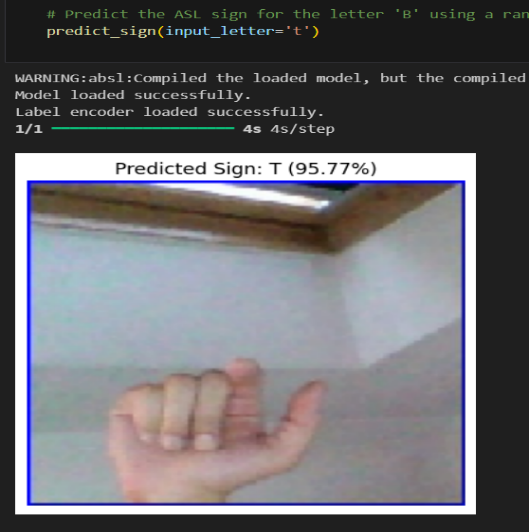 # Predict the ASL sign for the letter 'B' using a
predict_sign(input_letter='t')
WARNING:absl:Compiled the loaded model, but the compiled
Model loaded successfully.
Label encoder loaded successfully.
1/1 4s 4s/step
Predicted Sign: T (95.77%)